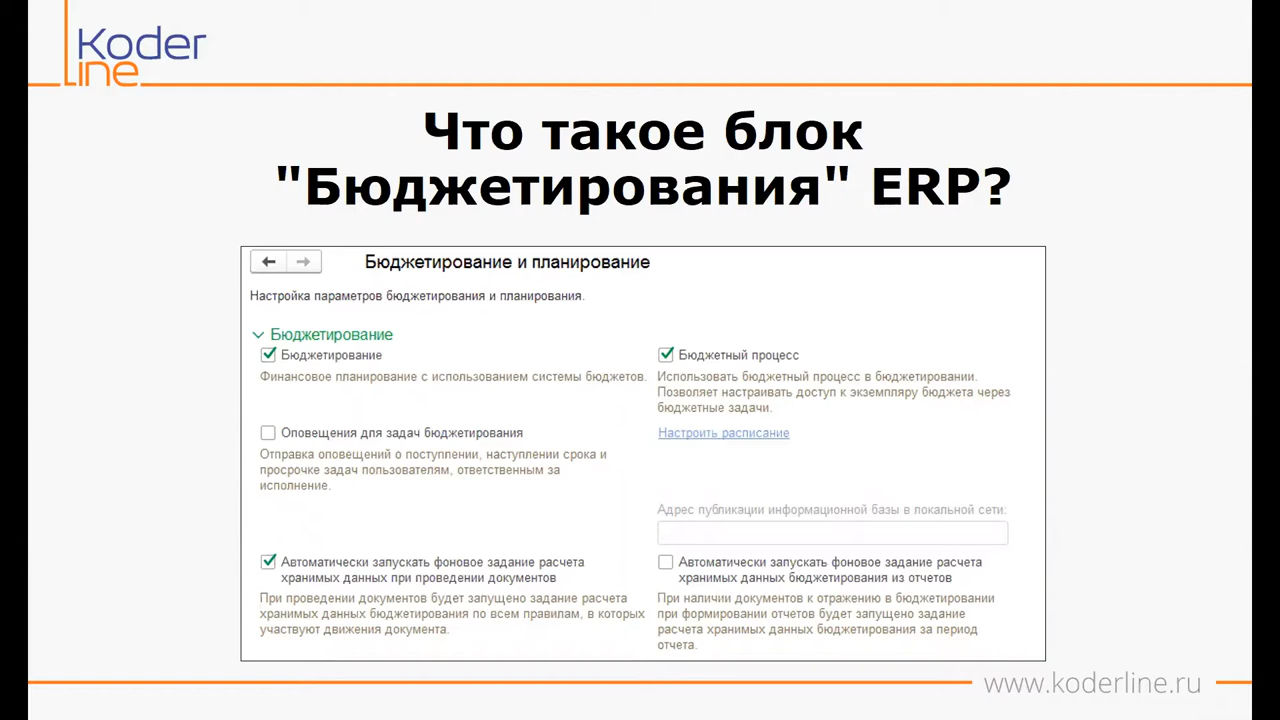 Koder
line
Что такое блок
"Бюджетирования" ERP?
Бюджетирование и планирование
Настройка параметров бюджетирования и планирования.
Бюджетирование
Бюджетирование
Финансовое планирование с использованием системы бюджетов.
Бюджетный процесс
Использовать бюджетный процесс в бюджетировании.
Позволяет настраивать доступ к экземпляру бюджета через
бюджетные задачи.
Оповещения для задач бюджетирования
Отправка оповещений о поступлении, наступлении срока и
просрочке задач пользователям, ответственным за
исполнение.
Настроить расписание
Адрес публикации информационной базы в локальной сети:
Автоматически запускать фоновое задание расчета
хранимых данных при проведении документов
При проведении документов будет запущено задание расчета
хранимых данных бюджетирования по всем правилам, в которых
участвуют движения документа.
Автоматически запускать фоновое задание расчета
хранимых данных бюджетирования из отчетов
При наличии документов к отражению в бюджетировании
при формировании отчетов будет запущено задание
расчета хранимых данных бюджетирования за период
отчета.
www.koderline.ru